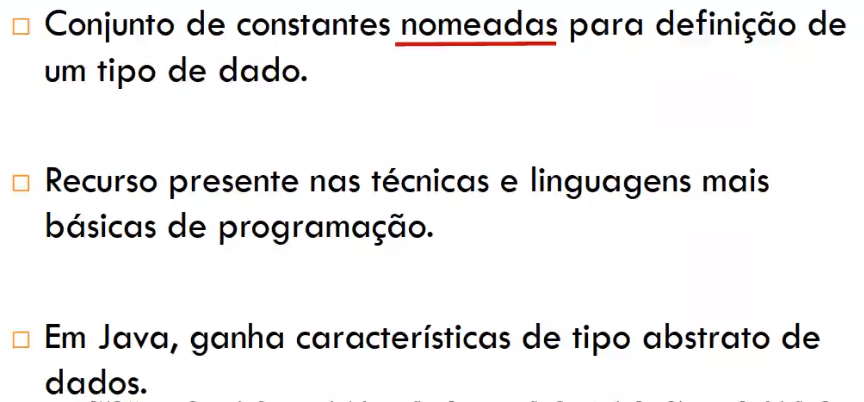 Conjunto de constantes nomeadas para definição de
um tipo de dado.
Recurso presente nas técnicas e linguagens mais
básicas de programação.
Em Java, ganha características de tipo abstrato de
dados.